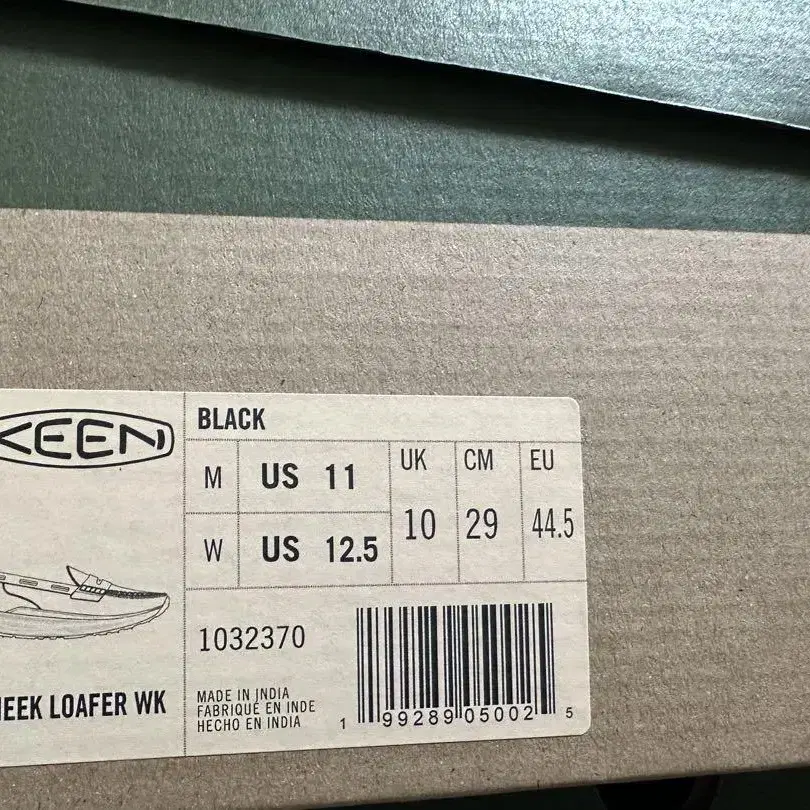 KEEN
BLACK
M US 11
W US 12.5
UK CM EU
10 29 44.5
1032370
MADE IN INDIA
FABRIQUÉ EN INDE
HECHO EN INDIA
LOAFER WK
1 99289 05002 5